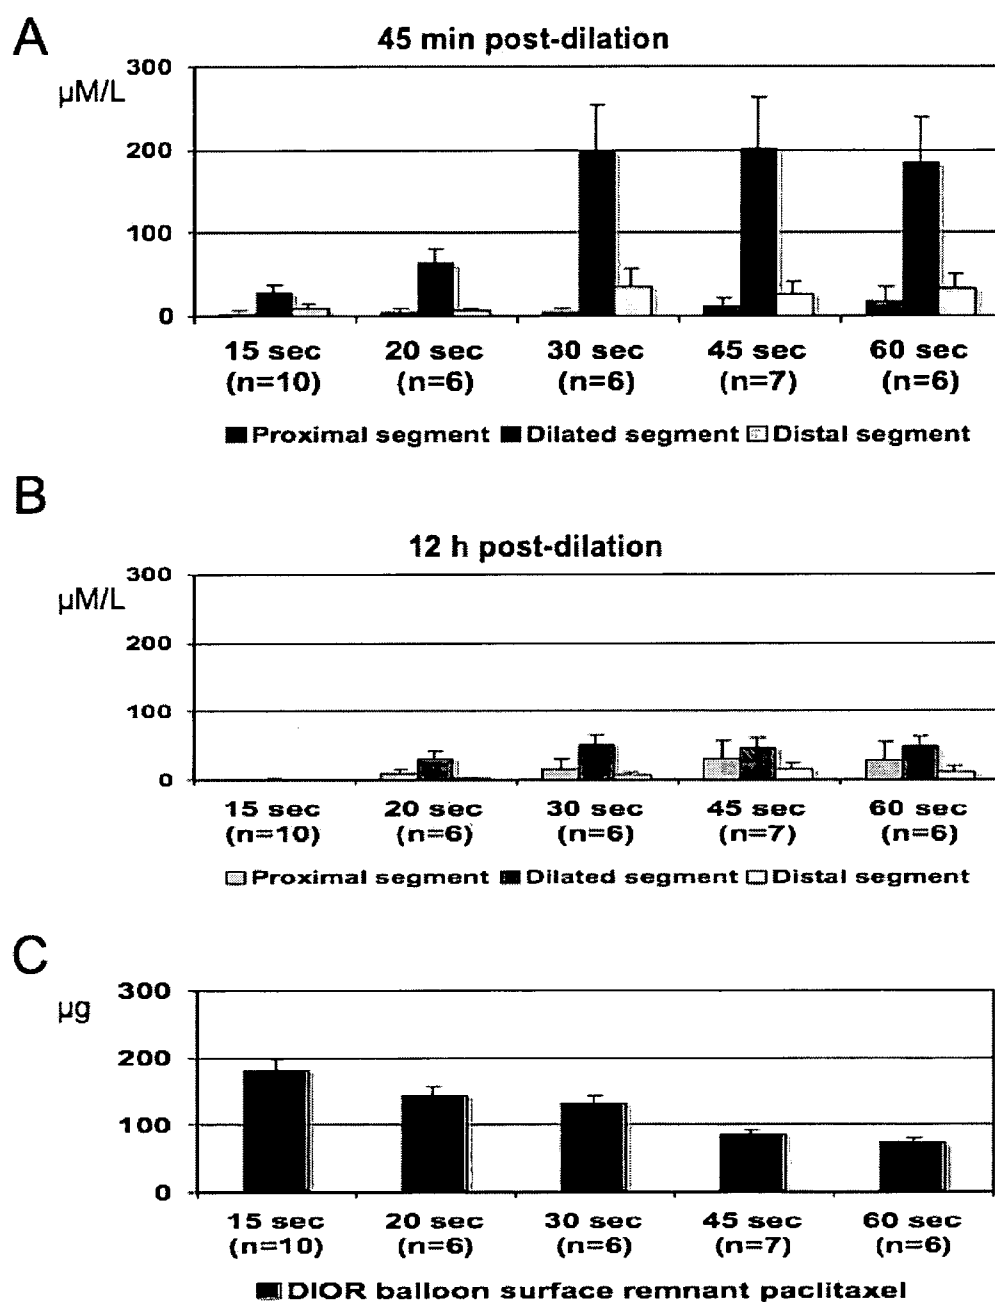 A
45 min post-dilation
µM/L
300
200
100
0
15 sec 20 sec 30 sec 45 sec 60 sec
(n=10) (n=6) (n=6) (n=7) (n=6)
Proximal segment Dilated segment Distal segment
B
12 h post-dilation
µM/L
300
200
100
0
15 sec 20 sec 30 sec 45 sec 60 sec
(n=10) (n=6) (n=6) (n=7) (n=6)
Proximal segment Dilated segment Distal segment
C
µg
300
200
100
0
15 sec 20 sec 30 sec 45 sec 60 sec
(n=10) (n=6) (n=6) (n=7) (n=6)
DIOR balloon surface remnant paclitaxel